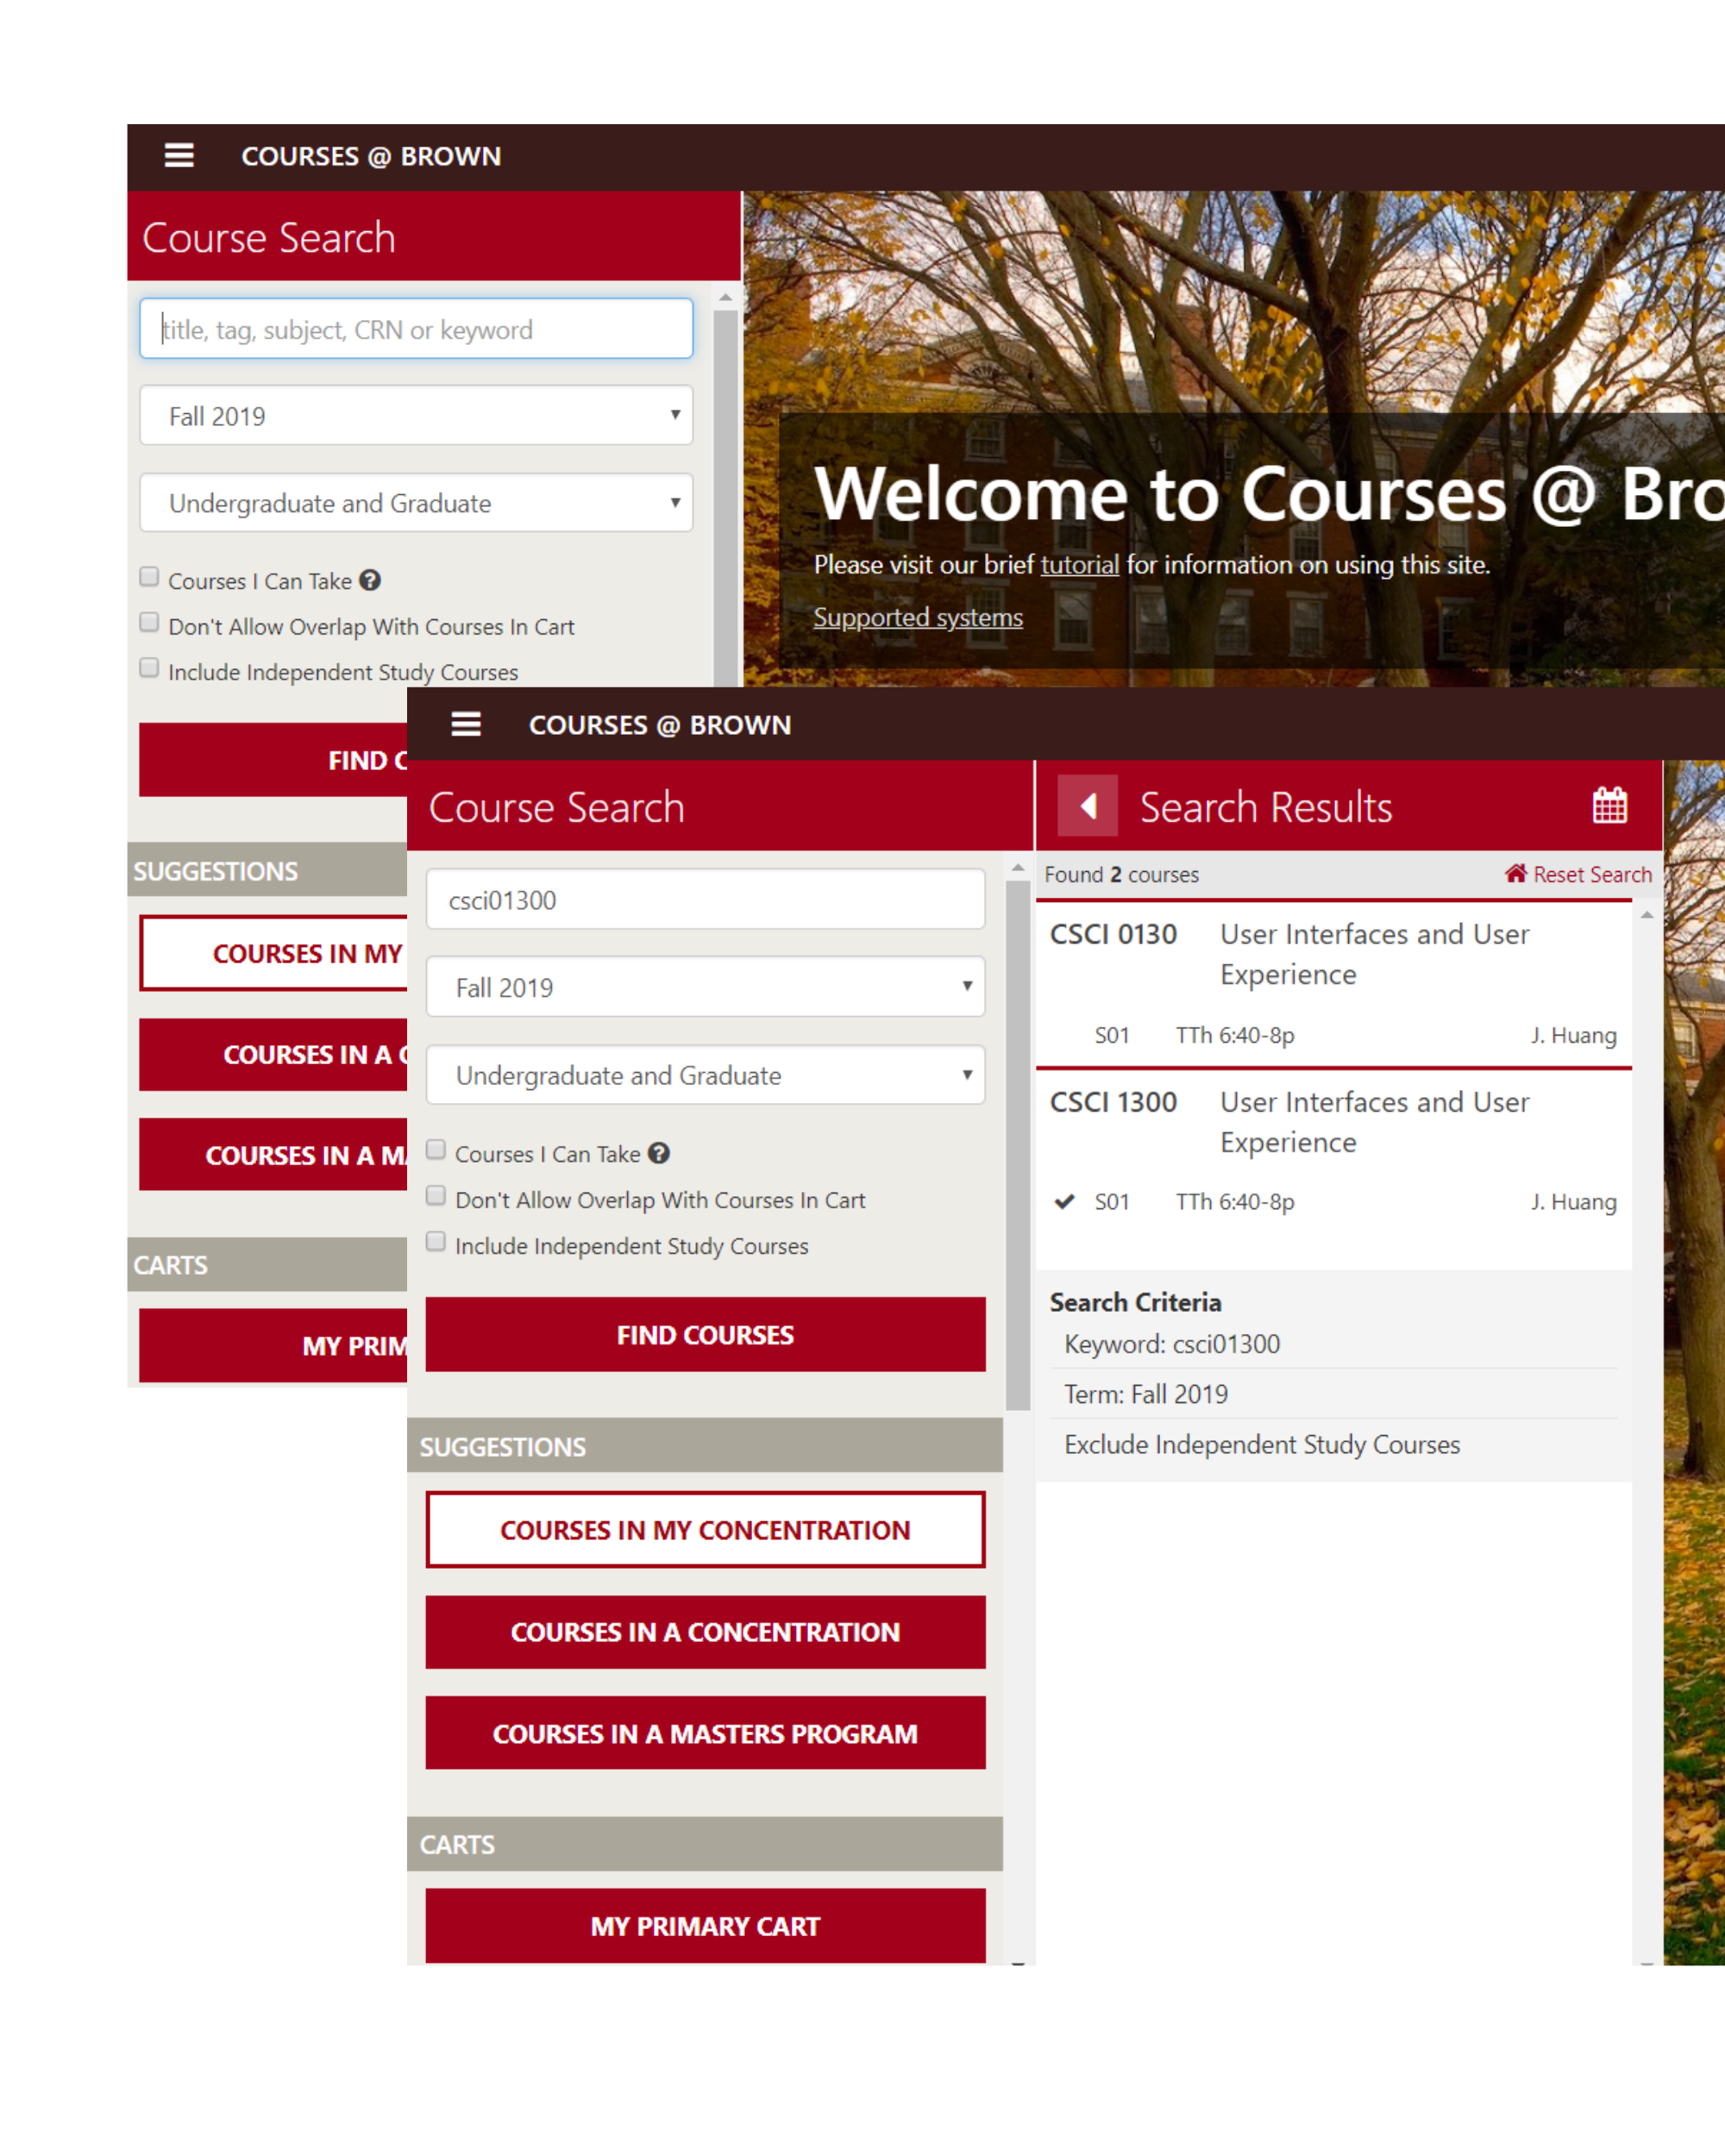 COURSES @ BROWN
Course Search
title, tag, subject, CRN or keyword
Fall 2019
Undergraduate and Graduate
Courses I Can Take
Don't Allow Overlap With Courses In Cart
Include Independent Study Courses
FIND C
SUGGESTIONS
COURSES IN MY
COURSES IN A
COURSES IN A
CARTS
MY PRIM
Welcome to Courses @ Bro
Please visit our brief tutorial for information on using this site.
Supported systems
COURSES @ BROWN
Course Search
csci01300
Fall 2019
Undergraduate and Graduate
Courses I Can Take
Don't Allow Overlap With Courses In Cart
Include Independent Study Courses
FIND COURSES
SUGGESTIONS
COURSES IN MY CONCENTRATION
COURSES IN A CONCENTRATION
COURSES IN A MASTERS PROGRAM
CARTS
MY PRIMARY CART
Search Results
Found 2 courses Reset Search
CSCI 0130 User Interfaces and User
Experience
S01 TTh 6:40-8p J. Huang
CSCI 1300 User Interfaces and User
Experience
S01 TTh 6:40-8p J. Huang
Search Criteria
Keyword: csci01300
Term: Fall 2019
Exclude Independent Study Courses